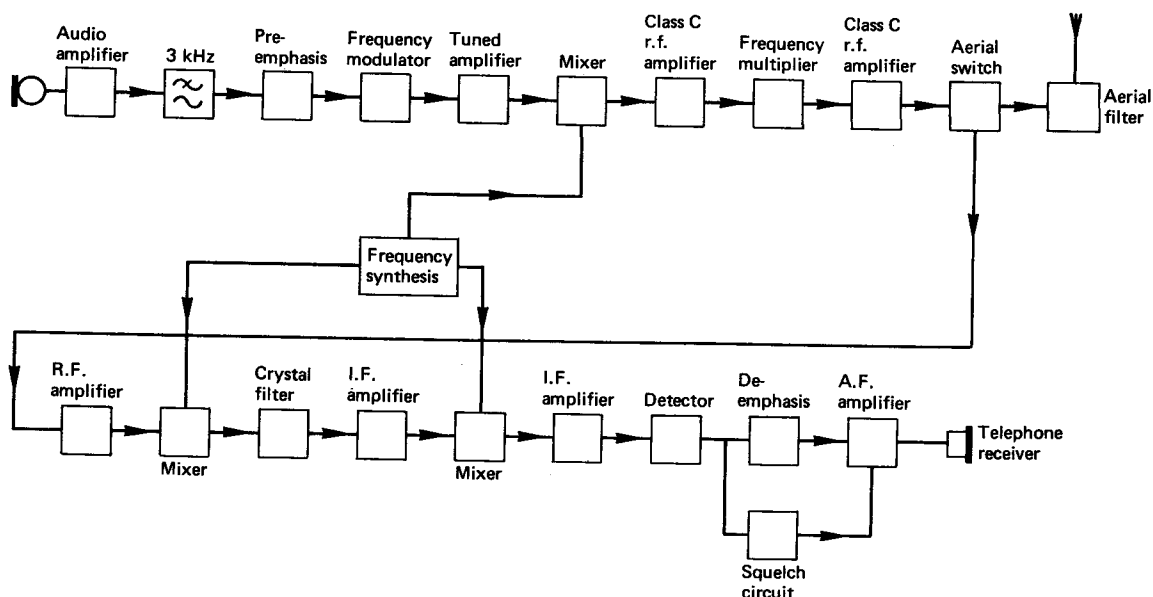 Audio
amplifier
3 kHz
Pre-
emphasis
Frequency
modulator
Tuned
amplifier
Mixer
Class C
r.f.
amplifier
Frequency
multiplier
Class C
r.f.
amplifier
Aerial
switch
Aerial
filter
Frequency
synthesis
R.F.
amplifier
Mixer
Crystal
filter
I.F.
amplifier
Mixer
I.F.
amplifier
Detector
De-
emphasis
A.F.
amplifier
Telephone
receiver
Squelch
circuit